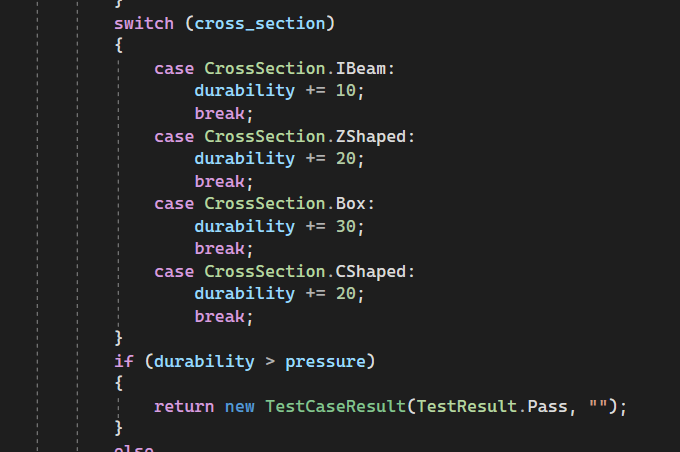 }
switch (cross_section)
{
case CrossSection.IBeam:
durability += 10;
break;
case CrossSection.ZShaped:
durability += 20;
break;
case CrossSection.Box:
durability += 30;
break;
case CrossSection.CShaped:
durability += 20;
break;
}
if (durability > pressure)
{
return new TestCaseResult(TestResult.Pass, "");
}
else